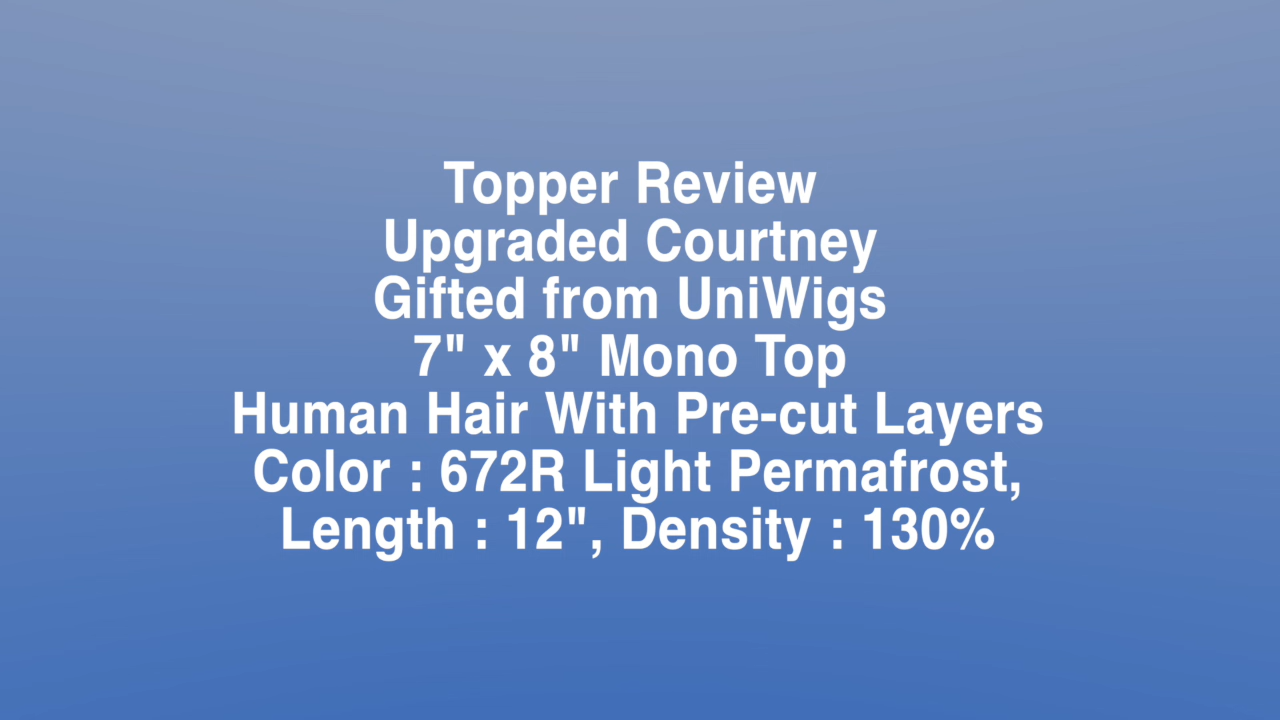 Topper Review
Upgraded Courtney
Gifted from UniWigs
7" x 8" Mono Top
Human Hair With Pre-cut Layers
Color : 672R Light Permafrost,
Length : 12", Density : 130%